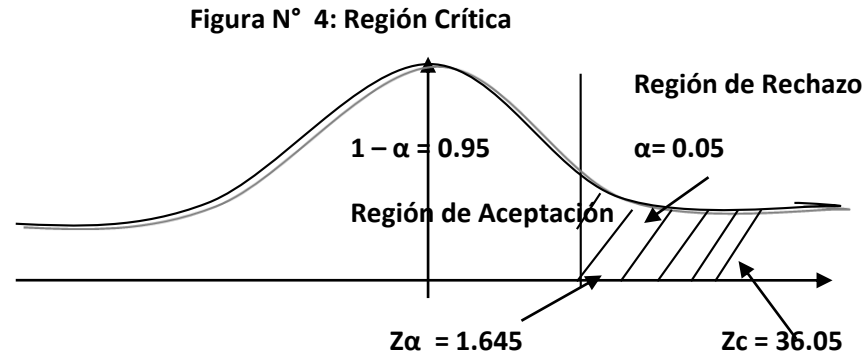 Figura N° 4: Región Crítica
Región de Rechazo
1 – α = 0.95
α= 0.05
Región de Aceptación
Zα = 1.645
Zc = 36.05